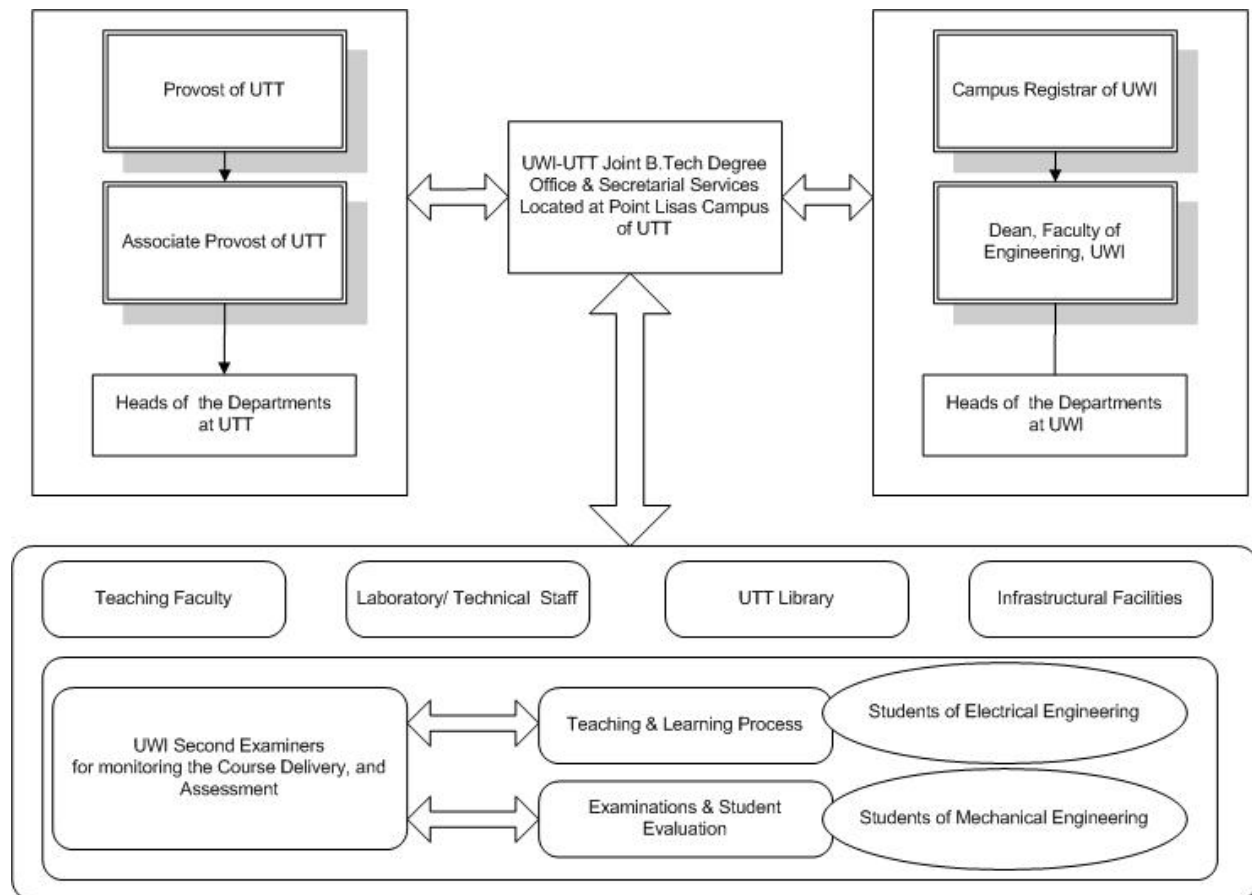 Provost of UTT
Associate Provost of UTT
Heads of the Departments
at UTT
UWI-UTT Joint B.Tech Degree
Office & Secretarial Services
Located at Point Lisas Campus
of UTT
Campus Registrar of UWI
Dean, Faculty of
Engineering, UWI
Heads of the Departments
at UWI
Teaching Faculty
Laboratory/ Technical Staff
UTT Library
Infrastructural Facilities
UWI Second Examiners
for monitoring the Course Delivery, and
Assessment
Teaching & Learning Process
Students of Electrical Engineering
Examinations & Student
Evaluation
Students of Mechanical Engineering